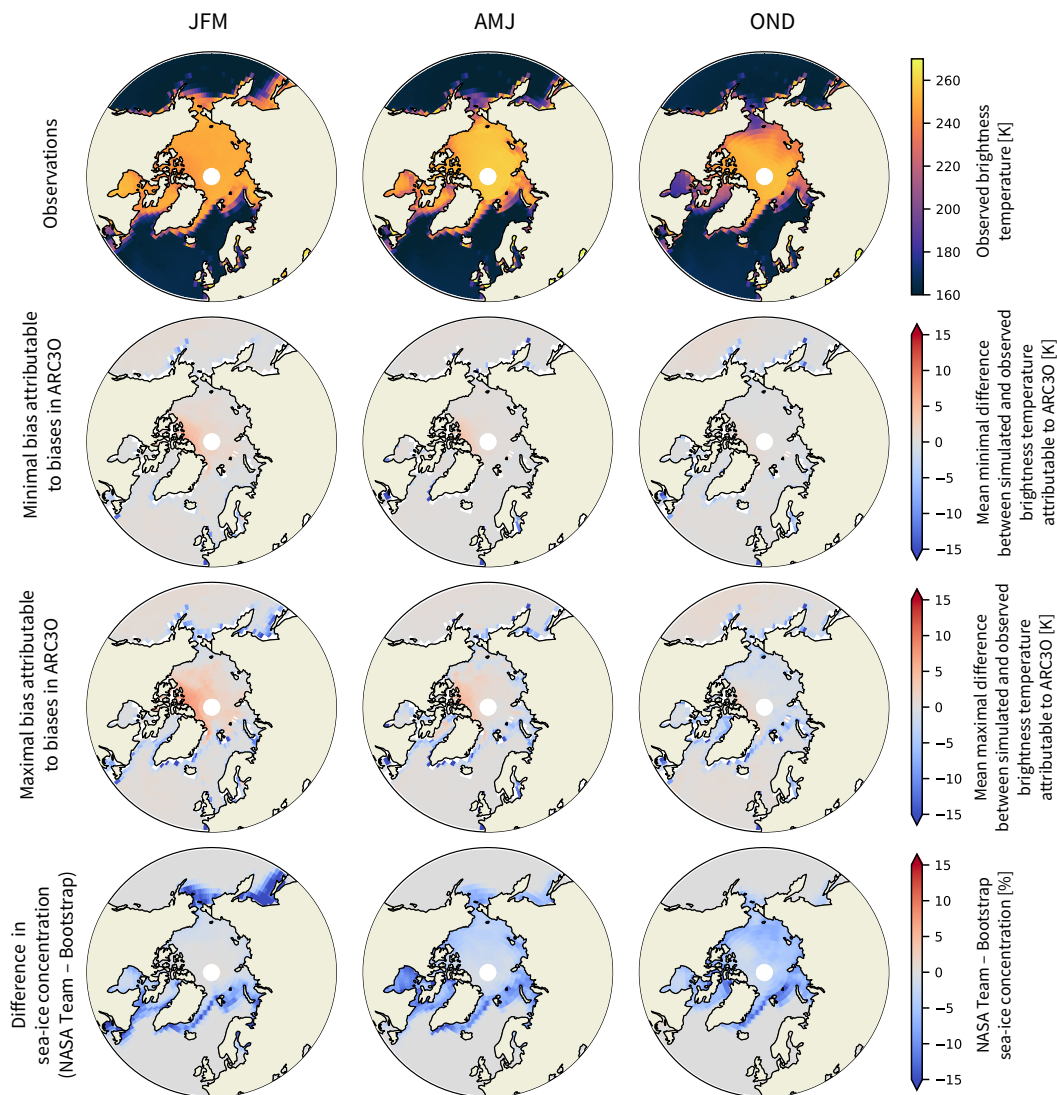 JFM
AMJ
OND
Observations
260
240
220
200
180
160
Observed brightness
temperature [K]
Minimal bias attributable
to biases in ARC3O
15
10
5
0
−5
−10
−15
Mean minimal difference
between simulated and observed
brightness temperature
attributable to ARC3O [K]
Maximal bias attributable
to biases in ARC3O
15
10
5
0
−5
−10
−15
Mean maximal difference
between simulated and observed
brightness temperature
attributable to ARC3O [K]
Difference in
sea-ice concentration
(NASA Team − Bootstrap)
15
10
5
0
−5
−10
−15
NASA Team − Bootstrap
sea-ice concentration [%]